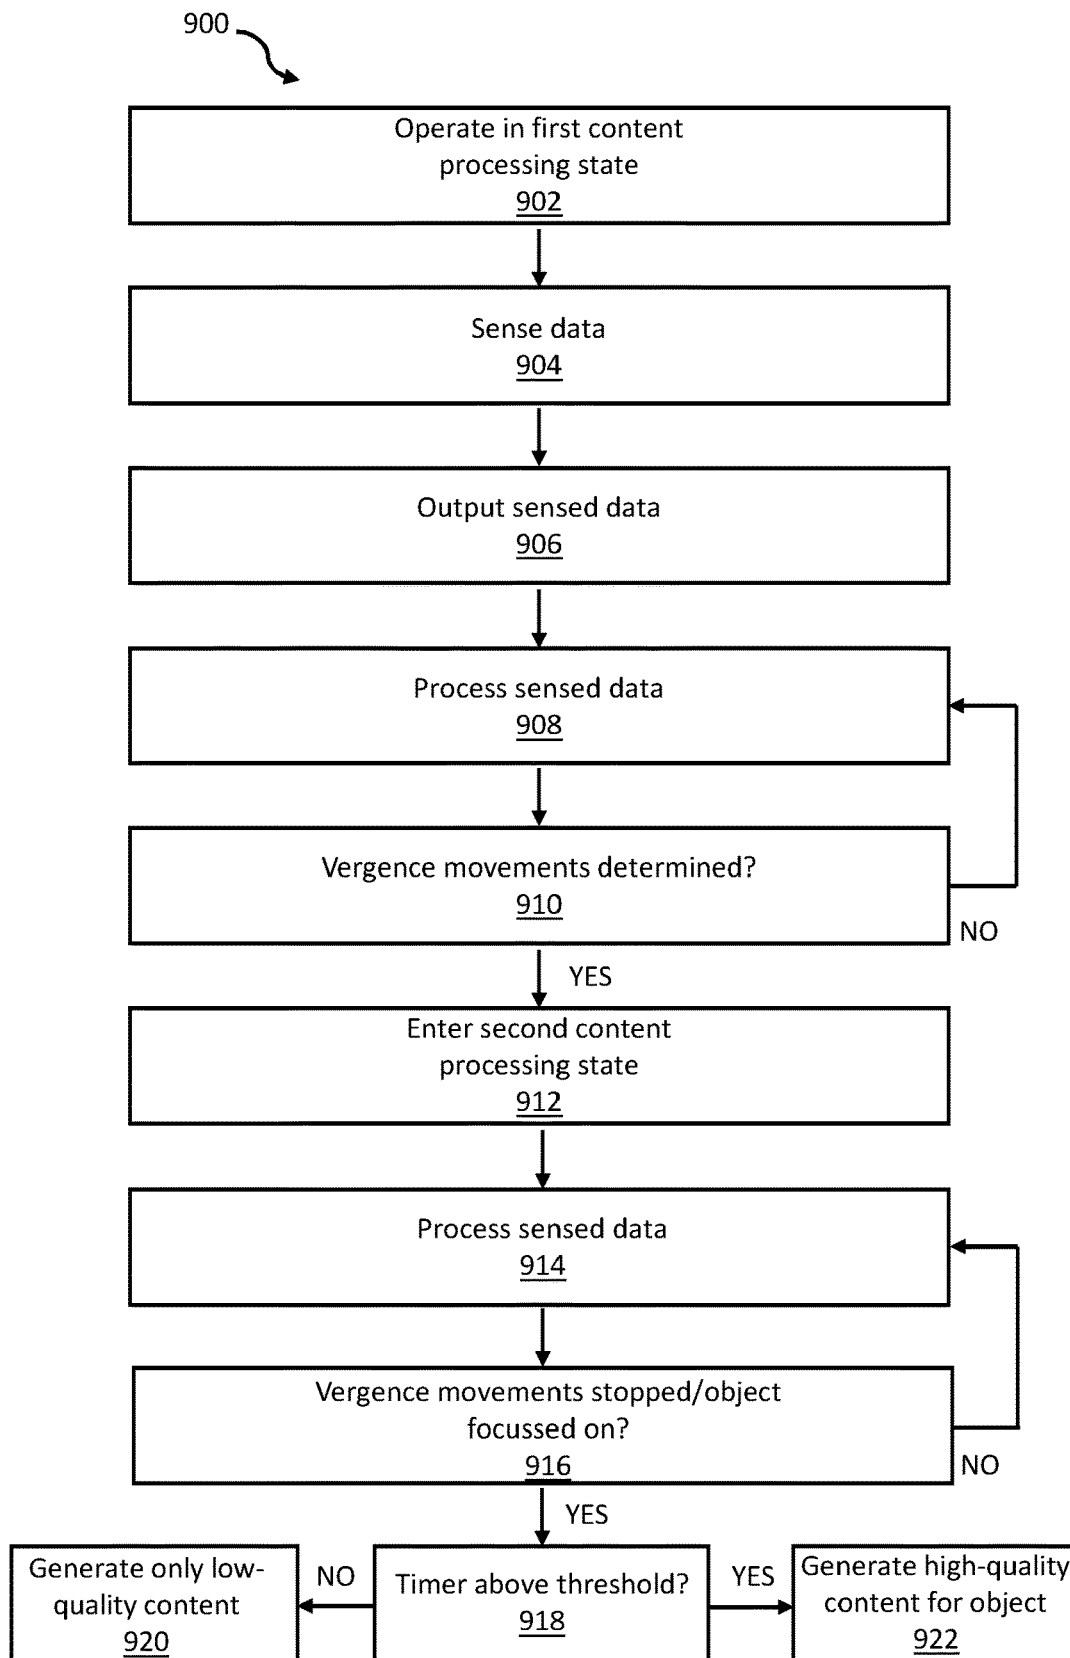 900
Operate in first content
processing state
902
Sense data
904
Output sensed data
906
Process sensed data
908
Vergence movements determined?
910
NO
YES
Enter second content
processing state
912
Process sensed data
914
Vergence movements stopped/object
focussed on?
916
NO
YES
Generate only low-
quality content
920
NO
Timer above threshold?
918
YES
Generate high-quality
content for object
922